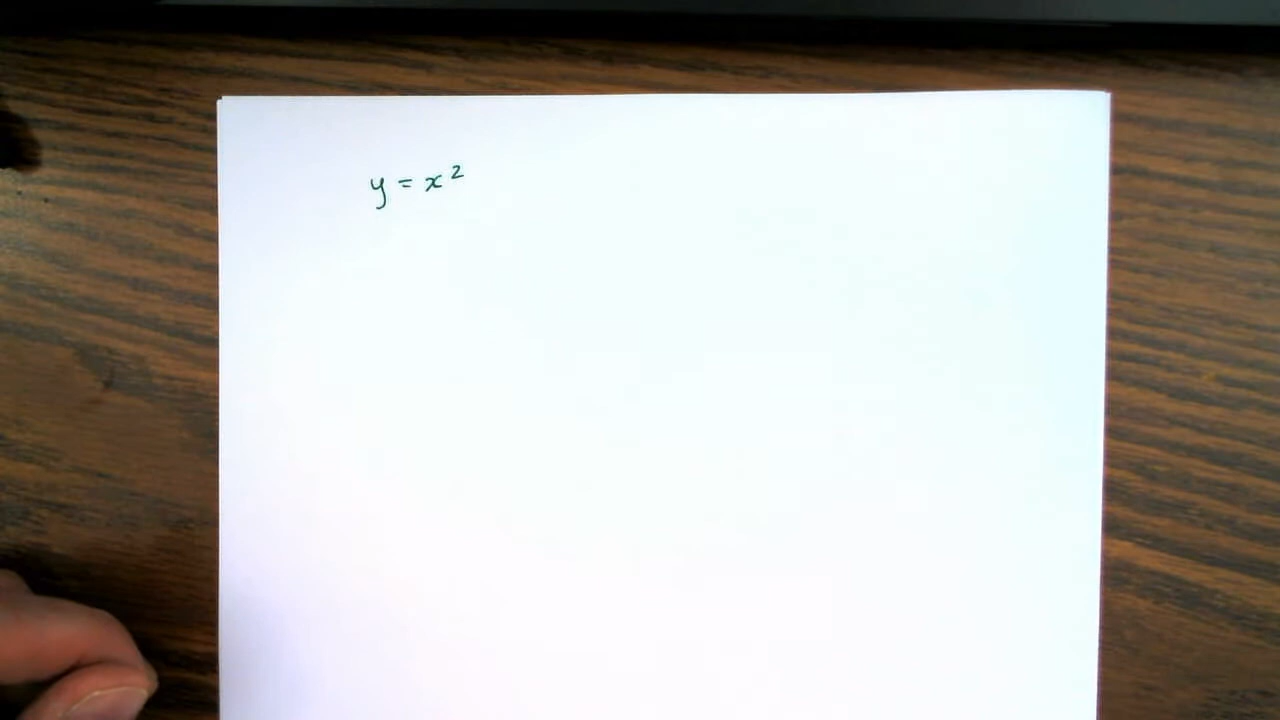 y = x²